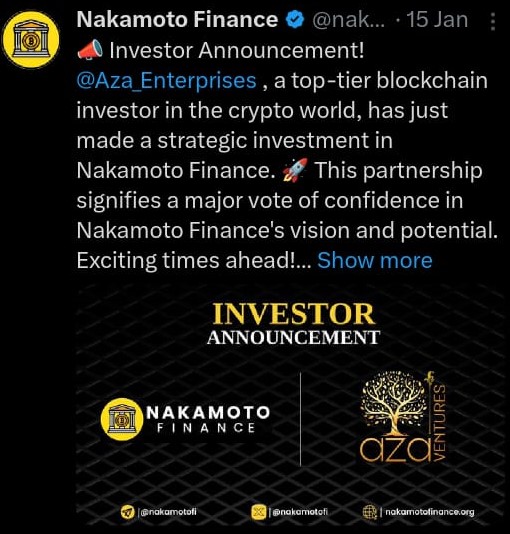 Nakamoto Finance @nak... · 15 Jan
📣 Investor Announcement!
@Aza_Enterprises , a top-tier blockchain
investor in the crypto world, has just
made a strategic investment in
Nakamoto Finance. 🚀 This partnership
signifies a major vote of confidence in
Nakamoto Finance's vision and potential.
Exciting times ahead!... Show more
INVESTOR
ANNOUNCEMENT
NAKAMOTO
FINANCE
aza
VENTURES
@nakamotofi
@nakamotofi
nakamotofinance.org